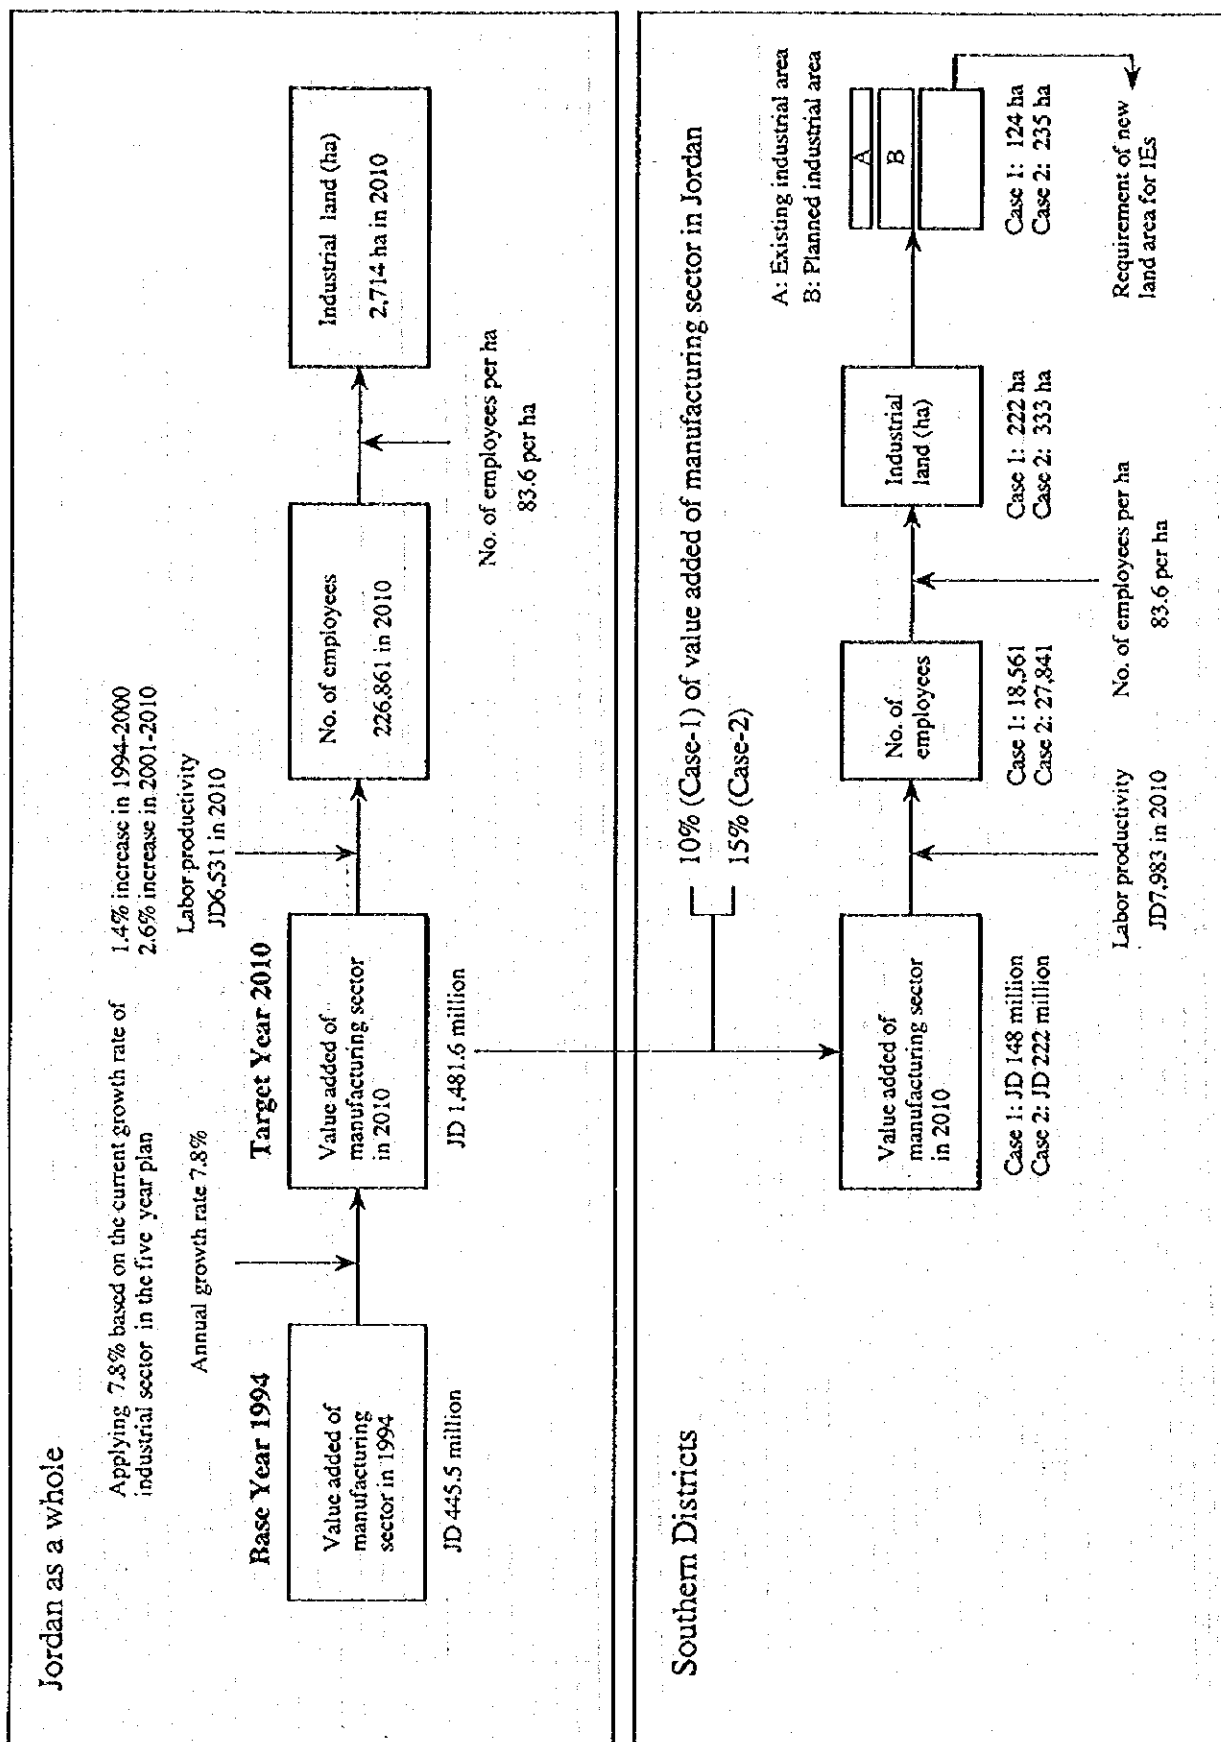 Jordan as a whole
Applying 7.8% based on the current growth rate of
industrial sector in the five year plan
1.4% increase in 1994-2000
2.6% increase in 2001-2010
Annual growth rate 7.8%
Labor productivity
JD6,531 in 2010
Base Year 1994
Target Year 2010
Value added of
manufacturing
sector in 1994
Value added of
manufacturing sector
in 2010
No. of employees
226,861 in 2010
Industrial land (ha)
2,714 ha in 2010
JD 445.5 million
JD 1,481.6 million
No. of employees per ha
83.6 per ha
Southern Districts
10% (Case-1) of value added of manufacturing sector in Jordan
15% (Case-2)
A: Existing industrial area
B: Planned industrial area
Value added of
manufacturing sector
in 2010
No. of
employees
Industrial
land (ha)
A
B
Case 1: JD 148 million
Case 2: JD 222 million
Case 1: 18,561
Case 2: 27,841
Case 1: 222 ha
Case 2: 333 ha
Case 1: 124 ha
Case 2: 235 ha
Labor productivity
JD7,983 in 2010
No. of employees per ha
83.6 per ha
Requirement of new
land area for IEs